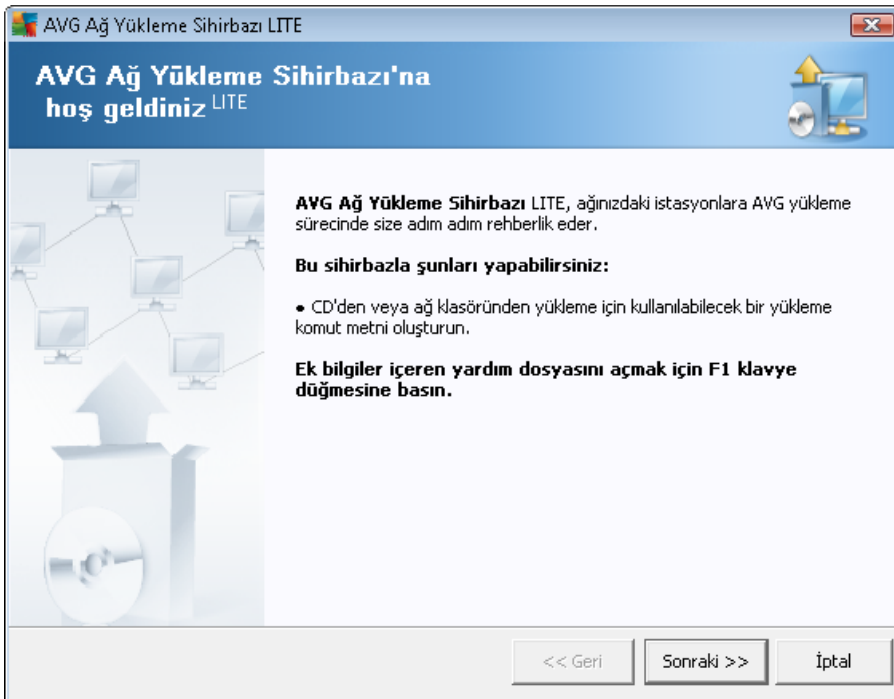 AVG Ağ Yükleme Sihirbazı LITE
AVG Ağ Yükleme Sihirbazı'na
hoş geldiniz LITE
AVG Ağ Yükleme Sihirbazı LITE, ağınızdaki istasyonlara AVG yükleme
sürecinde size adım adım rehberlik eder.
Bu sihirbazla şunları yapabilirsiniz:
● CD'den veya ağ klasöründen yükleme için kullanılabilecek bir yükleme
komut metni oluşturun.
Ek bilgiler içeren yardım dosyasını açmak için F1 klavye
düğmesine basın.
<< Geri
Sonraki >>
İptal